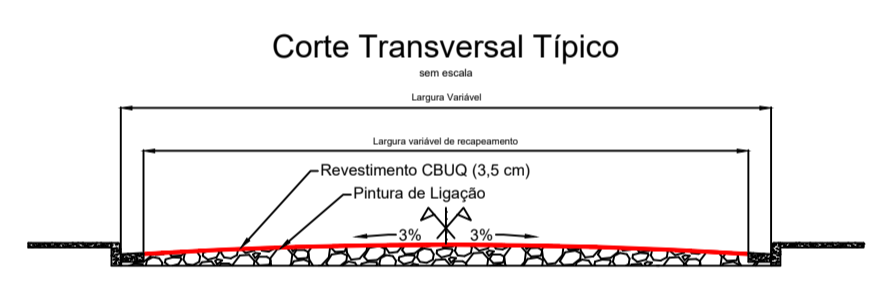 Corte Transversal Típico
sem escala
Largura Variável
Largura variável de recapeamento
Revestimento CBUQ (3,5 cm)
Pintura de Ligação
3% 3%